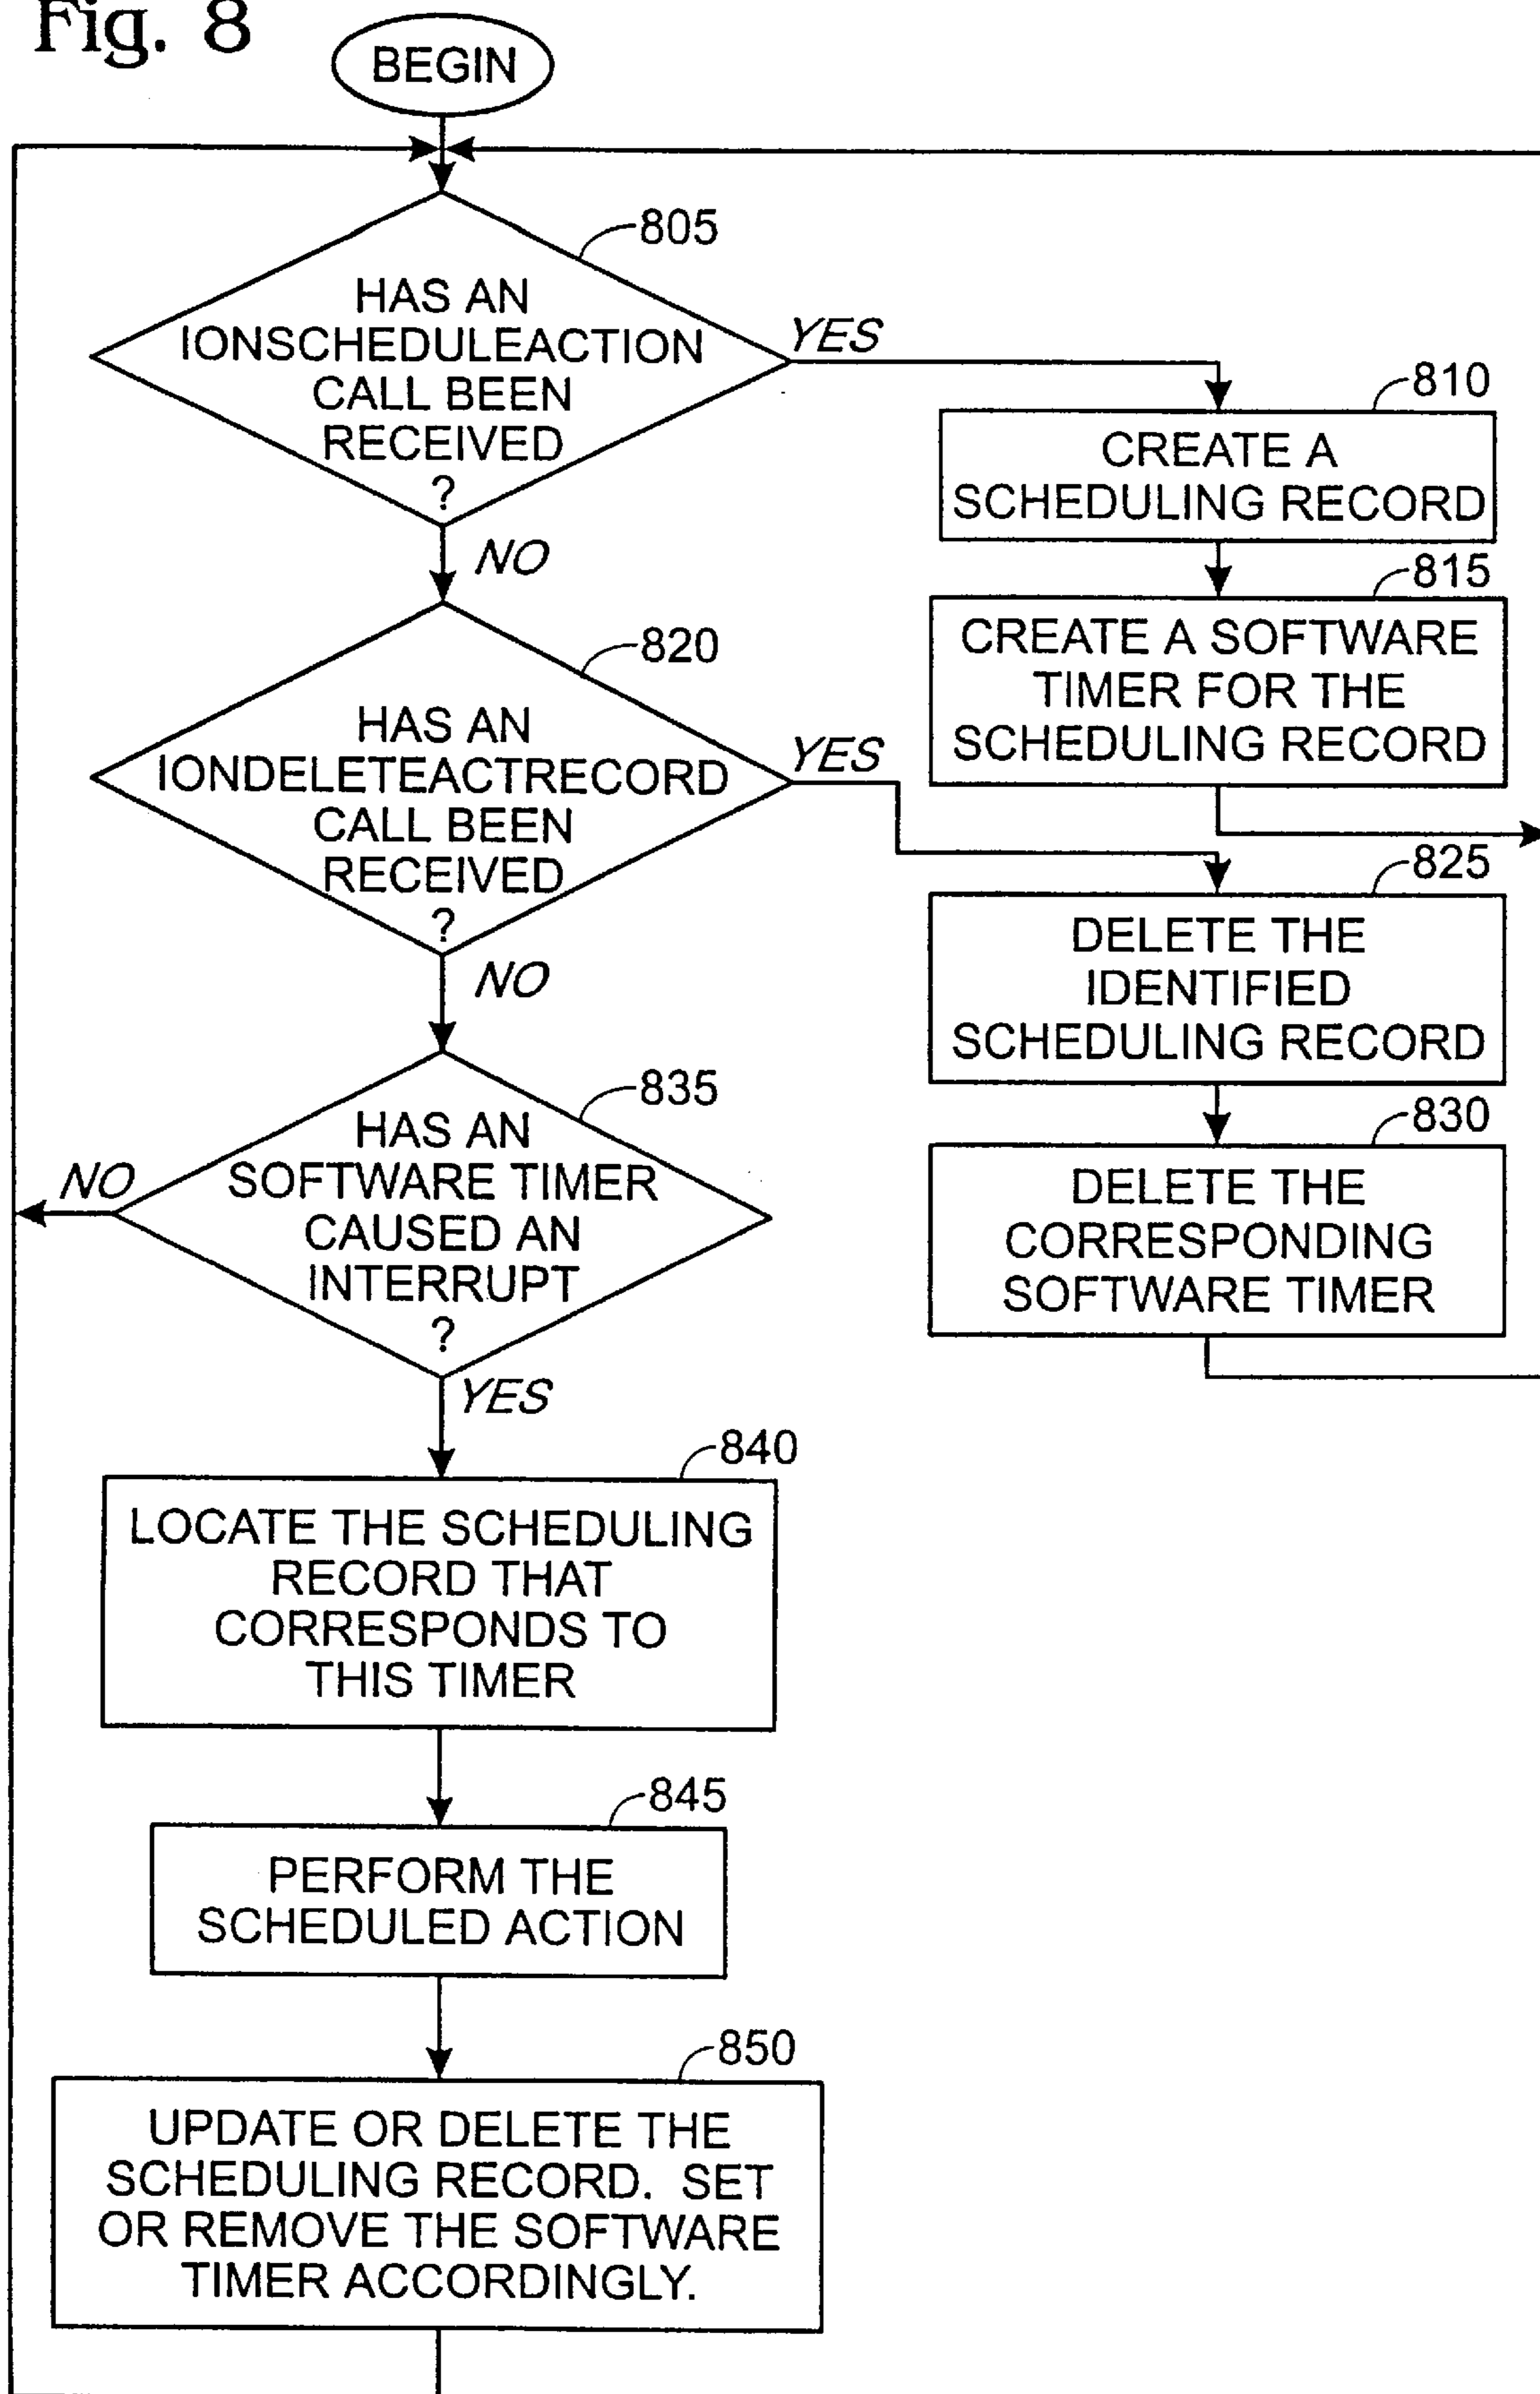 Fig. 8
BEGIN
805
HAS AN
IONSCHEDULEACTION
CALL BEEN
RECEIVED
?
YES
NO
810
CREATE A
SCHEDULING RECORD
815
CREATE A SOFTWARE
TIMER FOR THE
SCHEDULING RECORD
820
HAS AN
IONDELETEACTRECORD
CALL BEEN
RECEIVED
?
YES
NO
825
DELETE THE
IDENTIFIED
SCHEDULING RECORD
830
DELETE THE
CORRESPONDING
SOFTWARE TIMER
835
HAS AN
SOFTWARE TIMER
CAUSED AN
INTERRUPT
?
NO
YES
840
LOCATE THE SCHEDULING
RECORD THAT
CORRESPONDS TO
THIS TIMER
845
PERFORM THE
SCHEDULED ACTION
850
UPDATE OR DELETE THE
SCHEDULING RECORD. SET
OR REMOVE THE SOFTWARE
TIMER ACCORDINGLY.